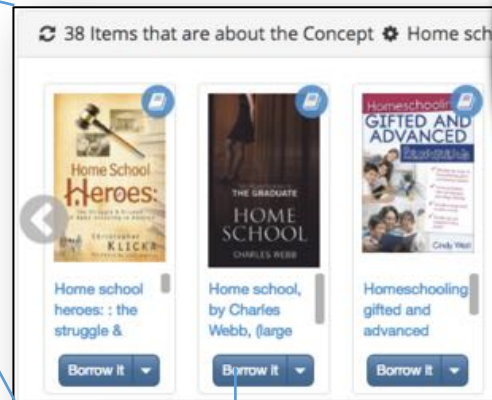 38 Items that are about the Concept Home sch
Home School
Heroes:
Christopher
KLICKA
THE GRADUATE
HOME
SCHOOL
CHARLES WEBB
Homeschooling
GIFTED AND
ADVANCED
Cindy West
Home school
heroes: : the
struggle &
Home school,
by Charles
Webb, (large
Homeschooling
gifted and
advanced
Borrow it
Borrow it
Borrow it